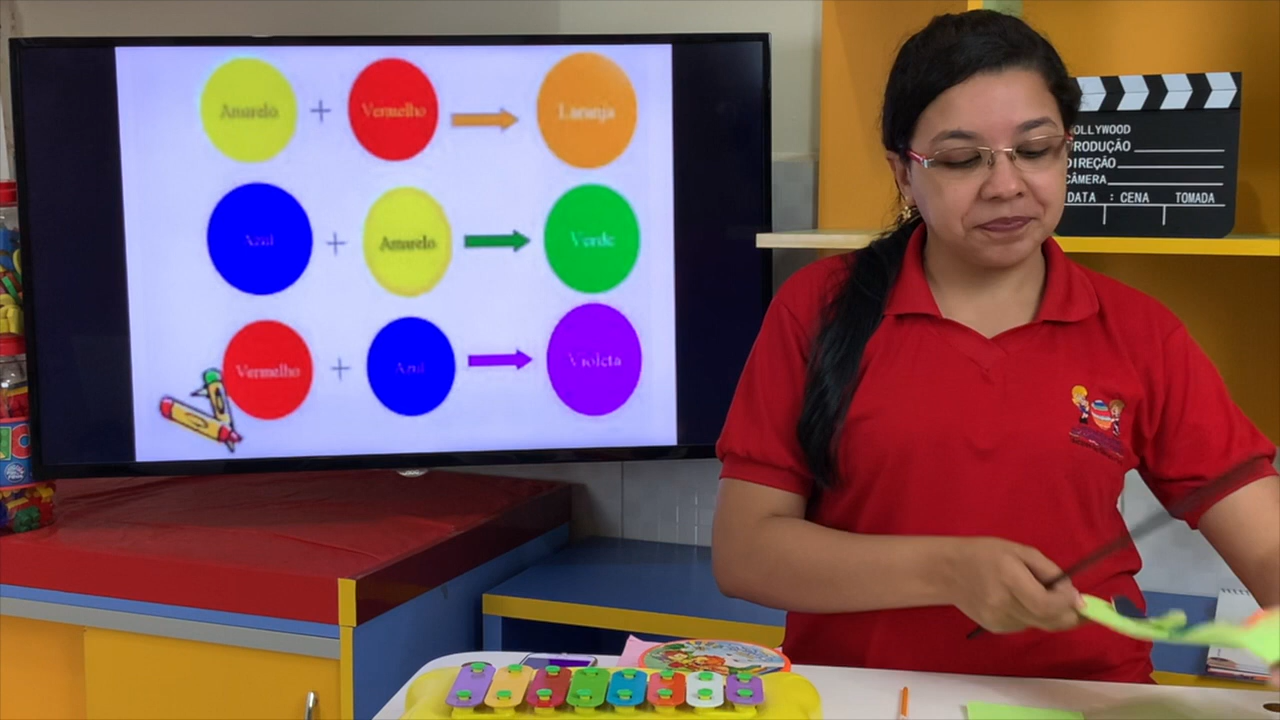 Amarelo + Vermelho Laranja
Azul + Amarelo Verde
Vermelho + Azul Violeta
HOLLYWOOD
PRODUÇÃO
DIREÇÃO
CÂMERA
DATA : CENA TOMADA